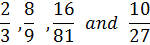 2/3 , 8/9 , 16/81 and 10/27